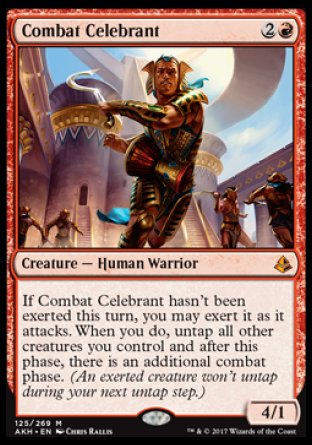 Combat Celebrant 2
Creature — Human Warrior
If Combat Celebrant hasn't been
exerted this turn, you may exert it as it
attacks. When you do, untap all other
creatures you control and after this
phase, there is an additional combat
phase. (An exerted creature won't untap
during your next untap step.)
4/1
125/269 M
AKH • EN Chris Rallis ™ & © 2017 Wizards of the Coast